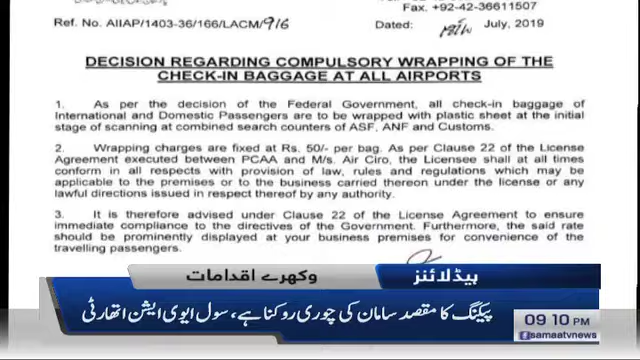 Fax. +92-42-36611507
Ref. No. AIIAP/1403-36/166/LACM/916
Dated: July, 2019
DECISION REGARDING COMPULSORY WRAPPING OF THE
CHECK-IN BAGGAGE AT ALL AIRPORTS
1. As per the decision of the Federal Government, all check-in baggage of
International and Domestic Passengers are to be wrapped with plastic sheet at the initial
stage of scanning at combined search counters of ASF, ANF and Customs.
2. Wrapping charges are fixed at Rs. 50/- per bag. As per Clause 22 of the License
Agreement executed between PCAA and M/s. Air Ciro, the Licensee shall at all times
conform in all respects with provision of law, rules and regulations which may be
applicable to the premises or to the business carried thereon under the license or any
lawful directions issued in respect thereof by any authority.
3. It is therefore advised under Clause 22 of the License Agreement to ensure
immediate compliance to the directives of the Government. Furthermore, the said rate
should be prominently displayed at your business premises for convenience of the
travelling passengers.
ہیڈلائنز
وکھرے اقدامات
پیکنگ کا مقصد سامان کی چوری روکنا ہے، سول ایوی ایشن اتھارٹی
09:10 PM
f samaatvnews